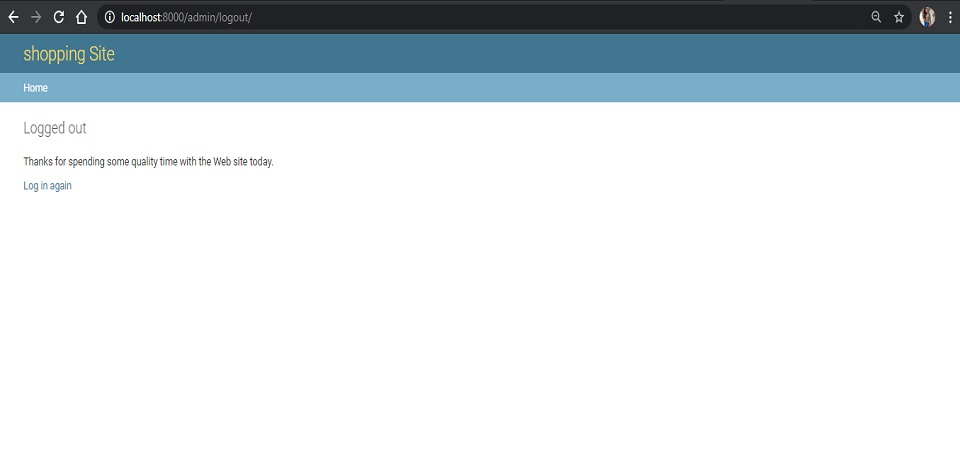 localhost:8000/admin/logout/
shopping Site
Home
Logged out
Thanks for spending some quality time with the Web site today.
Log in again